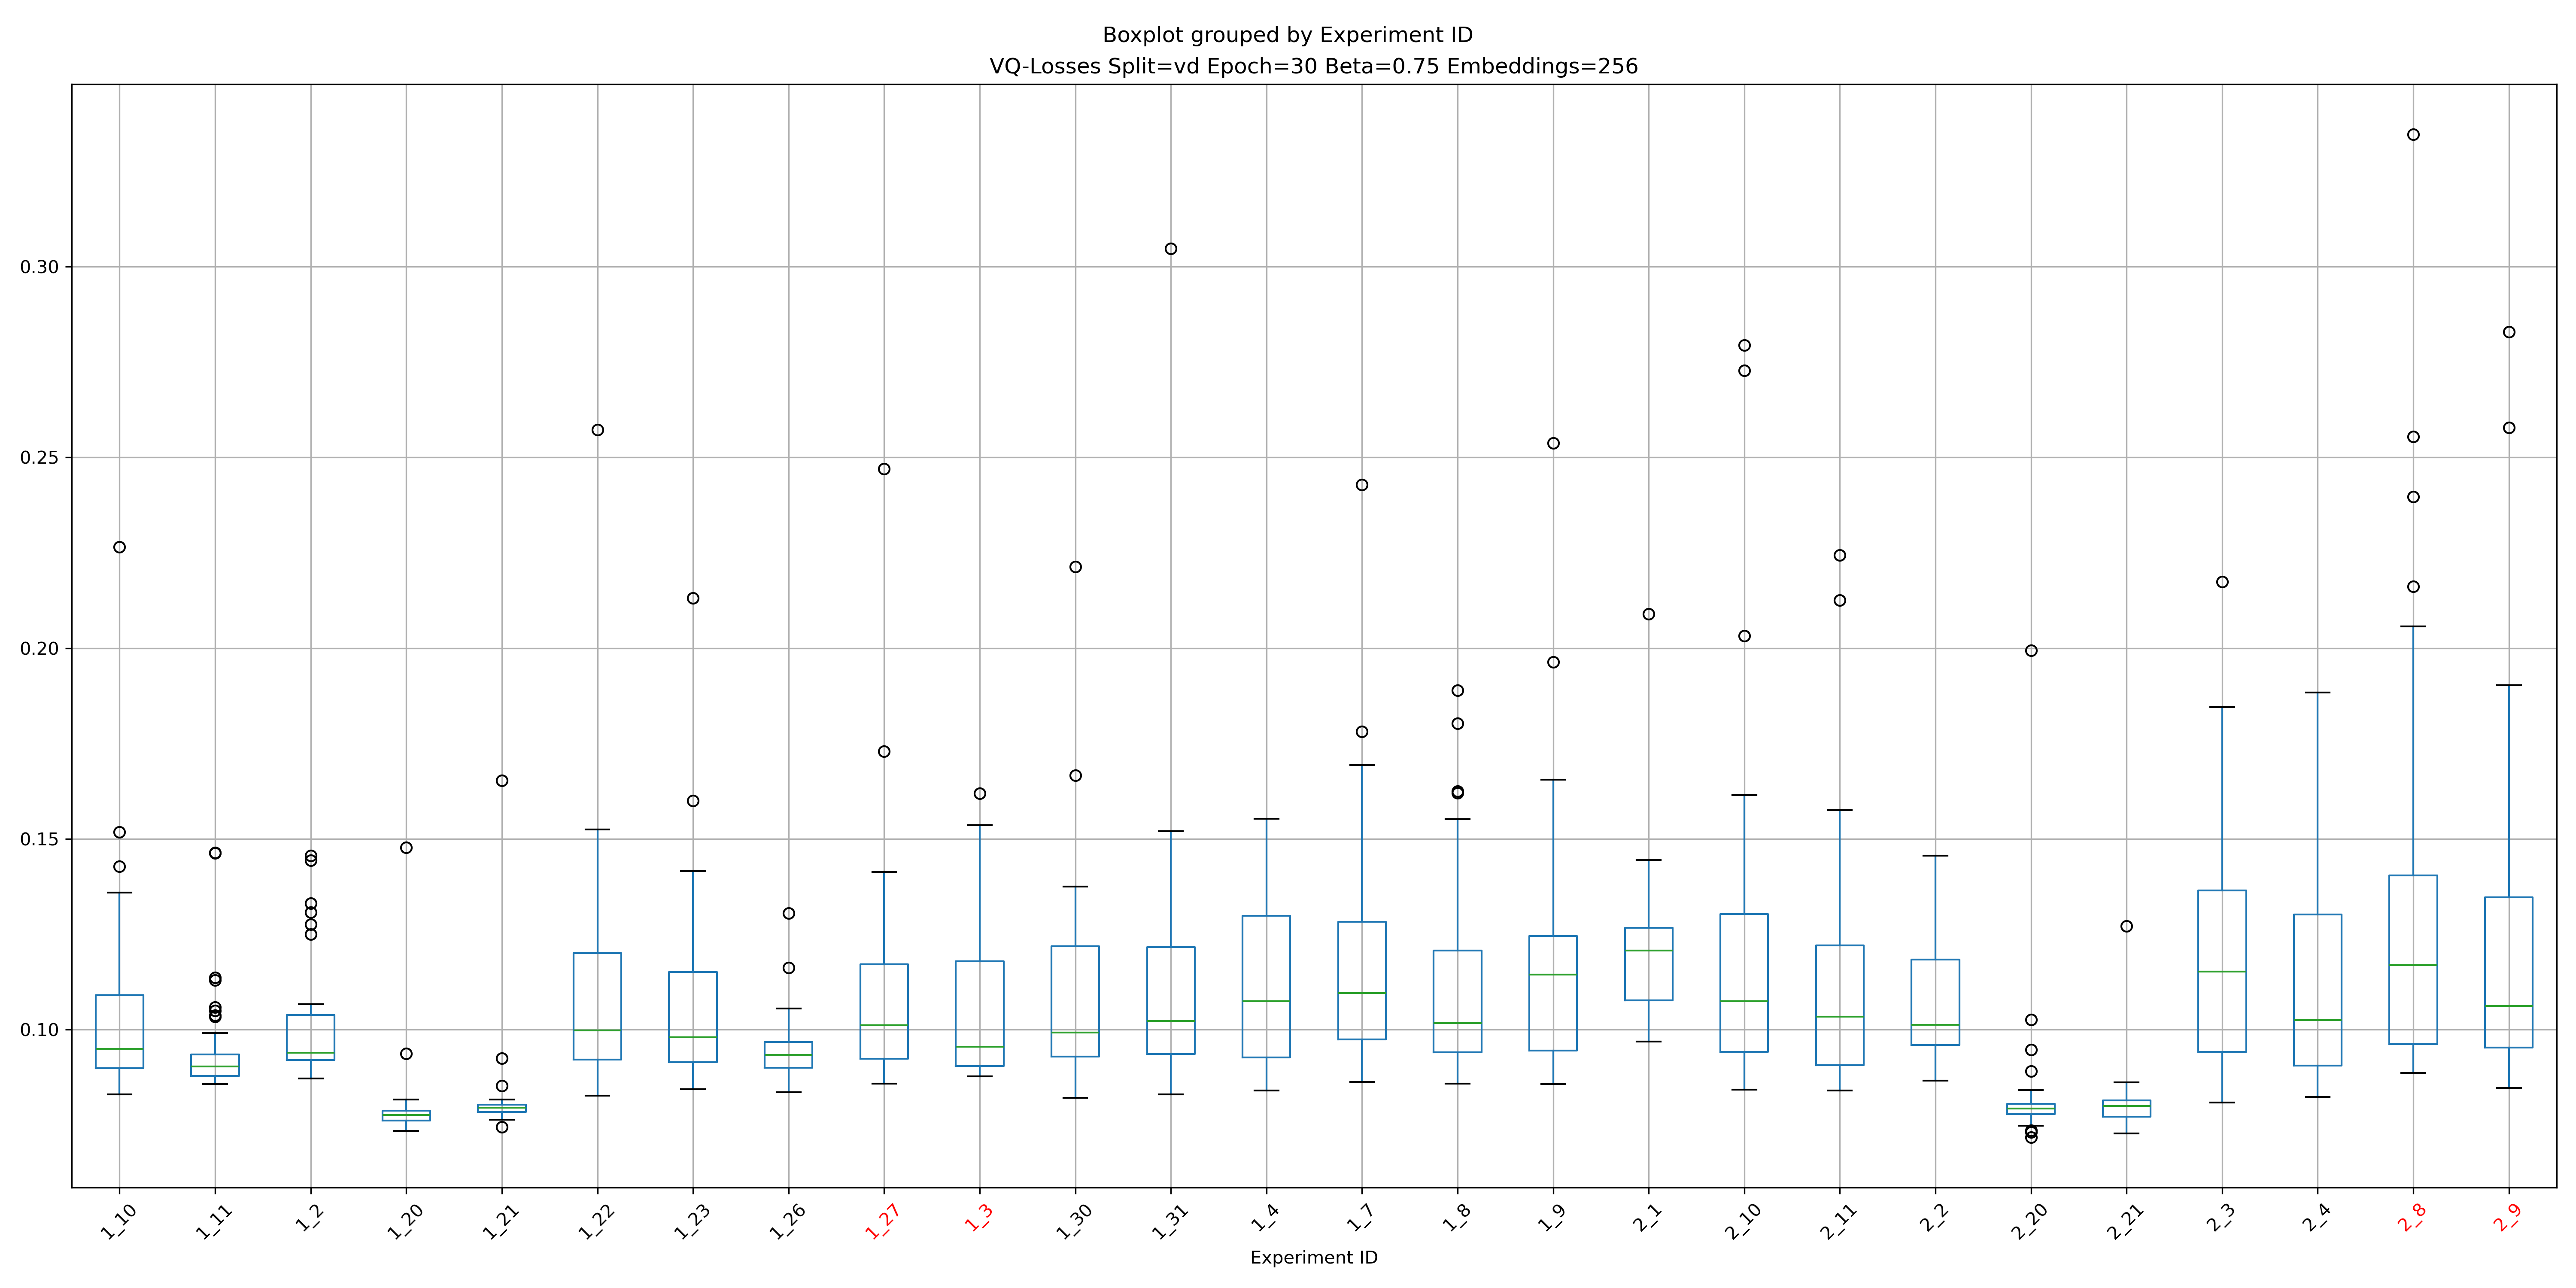 Boxplot grouped by Experiment ID
VQ-Losses Split=vd Epoch=30 Beta=0.75 Embeddings=256
0.30
0.25
0.20
0.15
0.10
1_10 1_11 1_2 1_20 1_21 1_22 1_23 1_26 1_27 1_3 1_30 1_31 1_4 1_7 1_8 1_9 2_1 2_10 2_11 2_2 2_20 2_21 2_3 2_4 2_8 2_9
Experiment ID